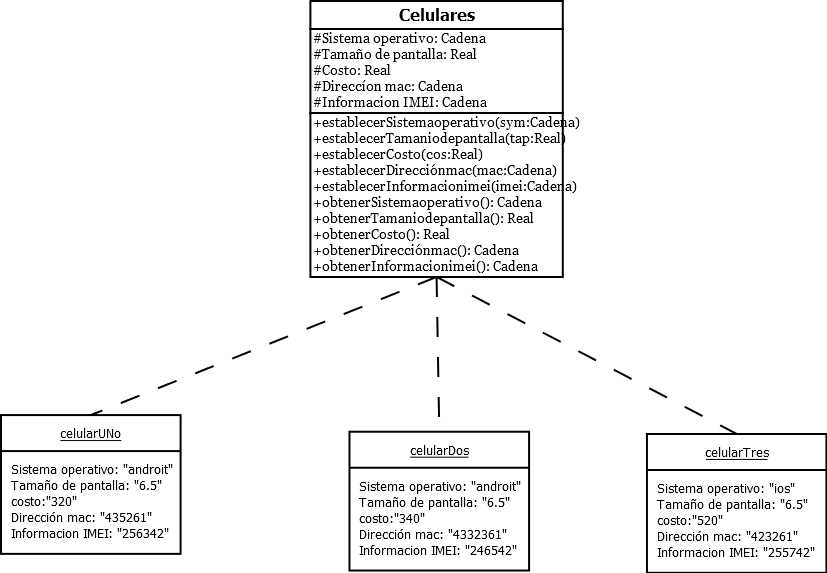 Celulares
#Sistema operativo: Cadena
#Tamaño de pantalla: Real
#Costo: Real
#Direccíon mac: Cadena
#Informacion IMEI: Cadena
+establecerSistemaoperativo(sym:Cadena)
+establecerTamaniodepantalla(tap:Real)
+establecerCosto(cos:Real)
+establecerDirecciónmac(mac:Cadena)
+establecerInformacionimei(imei:Cadena)
+obtenerSistemaoperativo(): Cadena
+obtenerTamaniodepantalla(): Real
+obtenerCosto(): Real
+obtenerDirecciónmac(): Cadena
+obtenerInformacionimei(): Cadena
celularUNo
Sistema operativo: "androit"
Tamaño de pantalla: "6.5"
costo:"320"
Dirección mac: "435261"
Informacion IMEI: "256342"
celularDos
Sistema operativo: "androit"
Tamaño de pantalla: "6.5"
costo:"340"
Dirección mac: "4332361"
Informacion IMEI: "246542"
celularTres
Sistema operativo: "ios"
Tamaño de pantalla: "6.5"
costo:"520"
Dirección mac: "423261"
Informacion IMEI: "255742"